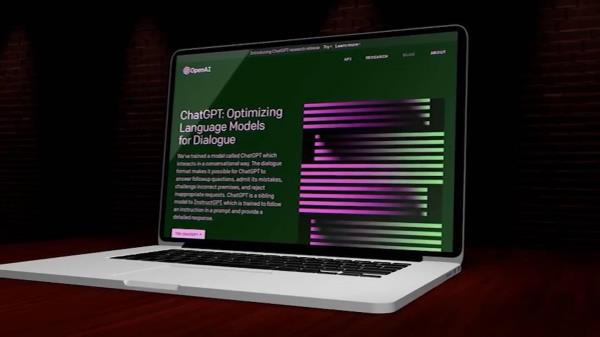 Introducing ChatGPT research release Try Learn more
API RESEARCH BLOG ABOUT
OpenAI
ChatGPT: Optimizing
Language Models
for Dialogue
We've trained a model called ChatGPT which
interacts in a conversational way. The dialogue
format makes it possible for ChatGPT to
answer followup questions, admit its mistakes,
challenge incorrect premises, and reject
inappropriate requests. ChatGPT is a sibling
model to InstructGPT, which is trained to follow
an instruction in a prompt and provide a
detailed response.